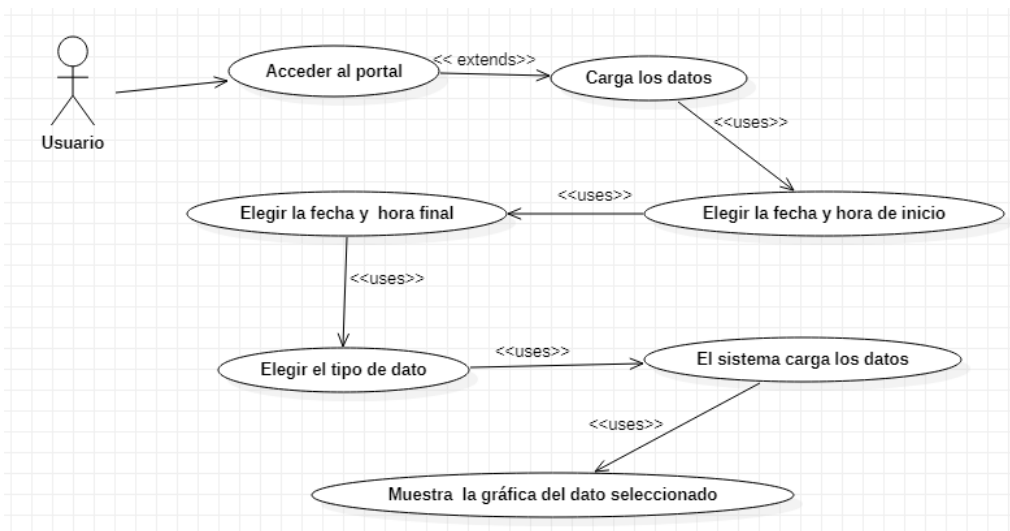 Usuario
Acceder al portal
<< extends>>
Carga los datos
<<uses>>
Elegir la fecha y hora de inicio
<<uses>>
Elegir la fecha y  hora final
<<uses>>
Elegir el tipo de dato
<<uses>>
El sistema carga los datos
<<uses>>
Muestra  la gráfica del dato seleccionado